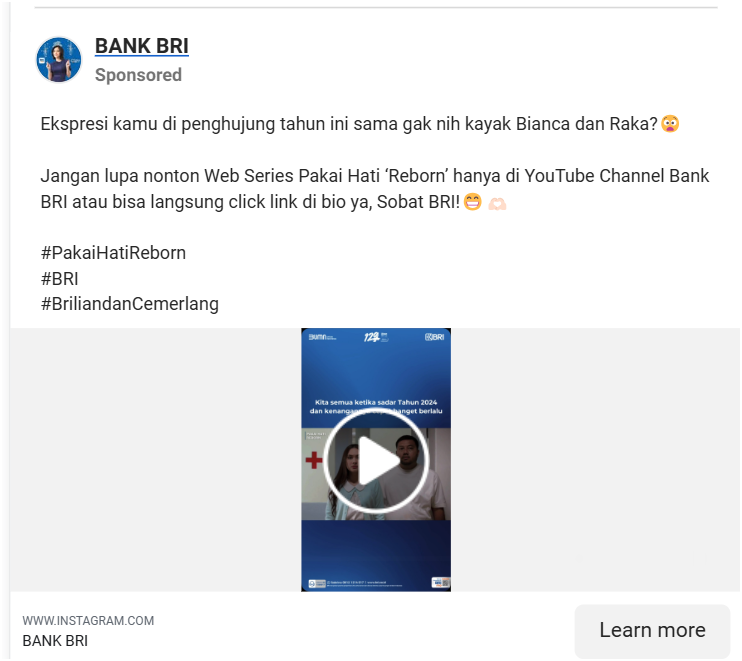 BANK BRI
Sponsored
Ekspresi kamu di penghujung tahun ini sama gak nih kayak Bianca dan Raka?😧
Jangan lupa nonton Web Series Pakai Hati ‘Reborn’ hanya di YouTube Channel Bank
BRI atau bisa langsung click link di bio ya, Sobat BRI!😁 🫶🏻
#PakaiHatiReborn
#BRI
#BriliandanCemerlang
BUMN
129
BRI
Kita semua ketika sadar Tahun 2024
dan kenangan banget berlalu
WWW.INSTAGRAM.COM
BANK BRI
Learn more